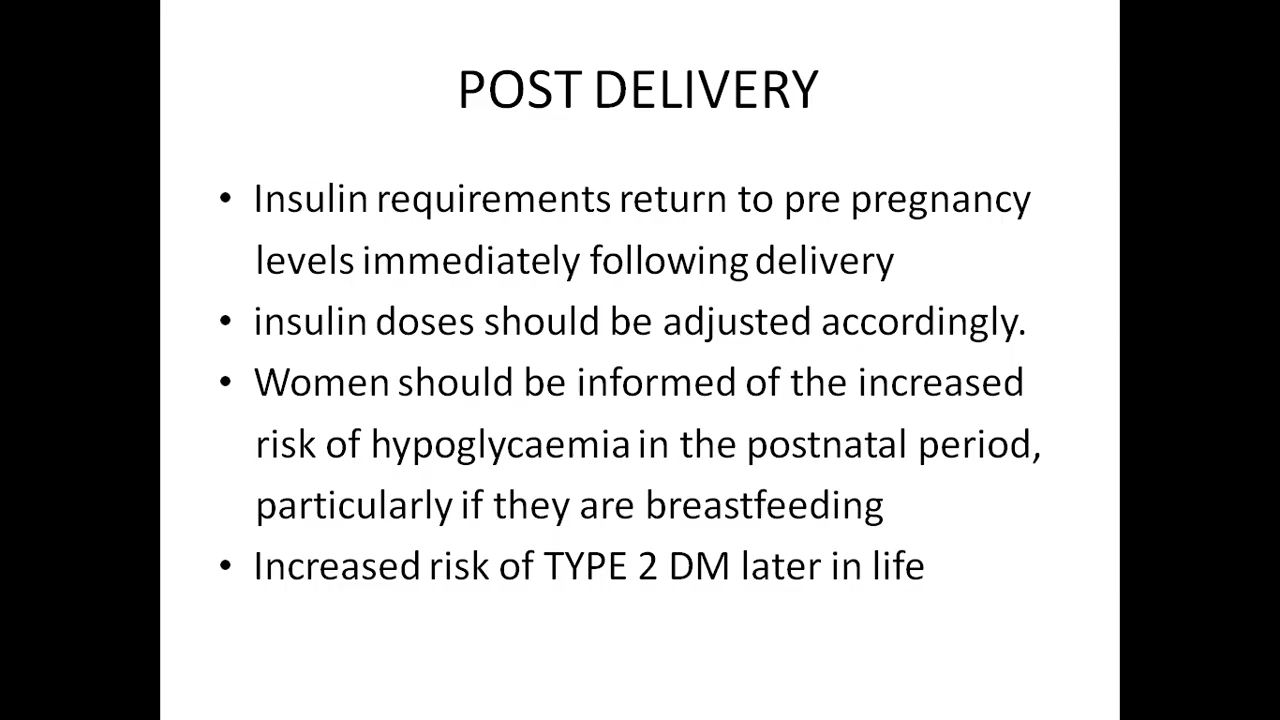 POST DELIVERY
• Insulin requirements return to pre pregnancy
levels immediately following delivery
• insulin doses should be adjusted accordingly.
• Women should be informed of the increased
risk of hypoglycaemia in the postnatal period,
particularly if they are breastfeeding
• Increased risk of TYPE 2 DM later in life